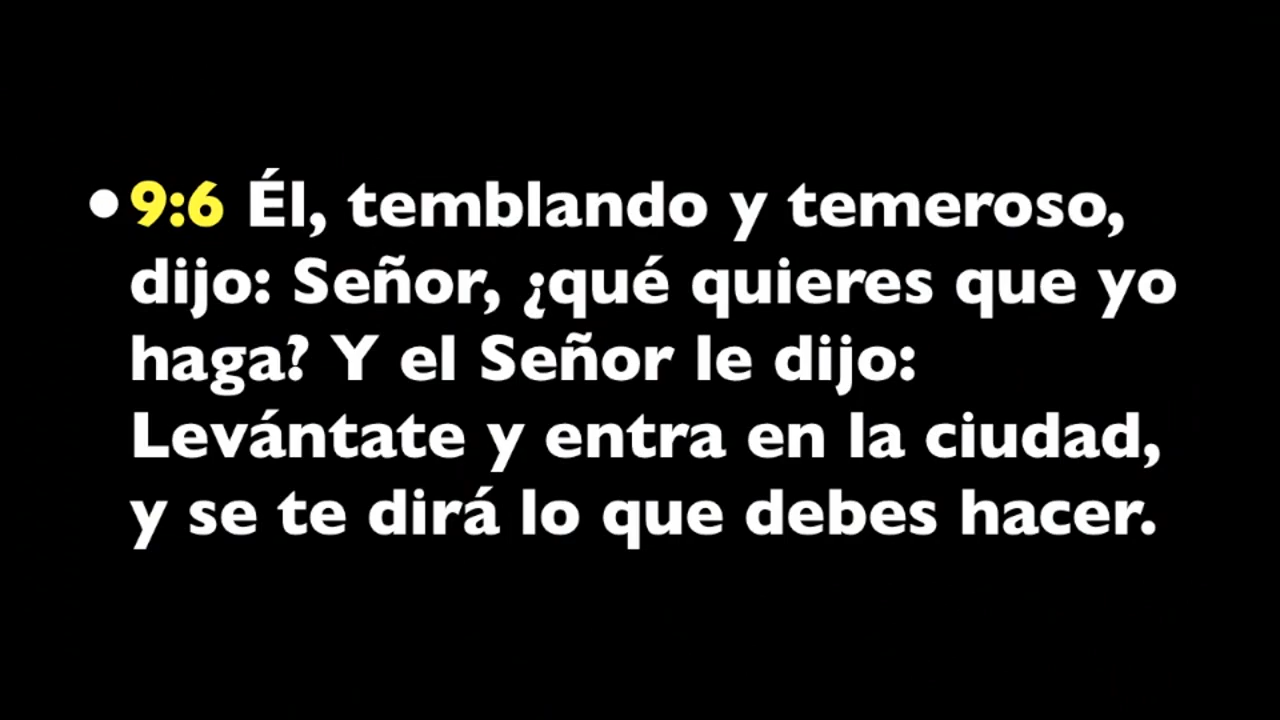 •9:6 Él, temblando y temeroso,
dijo: Señor, ¿qué quieres que yo
haga? Y el Señor le dijo:
Levántate y entra en la ciudad,
y se te dirá lo que debes hacer.